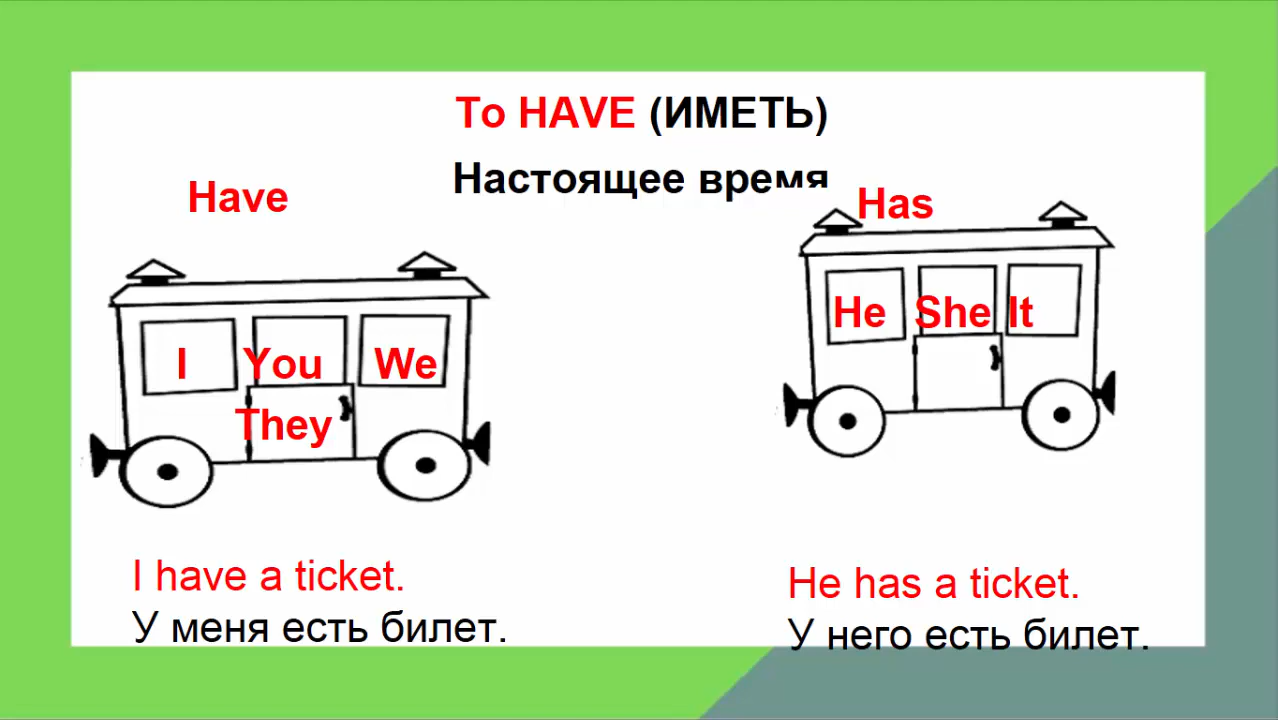 To HAVE (ИМЕТЬ)
Настоящее время
Have
Has
I You We
They
He She It
I have a ticket.
У меня есть билет.
He has a ticket.
У него есть билет.